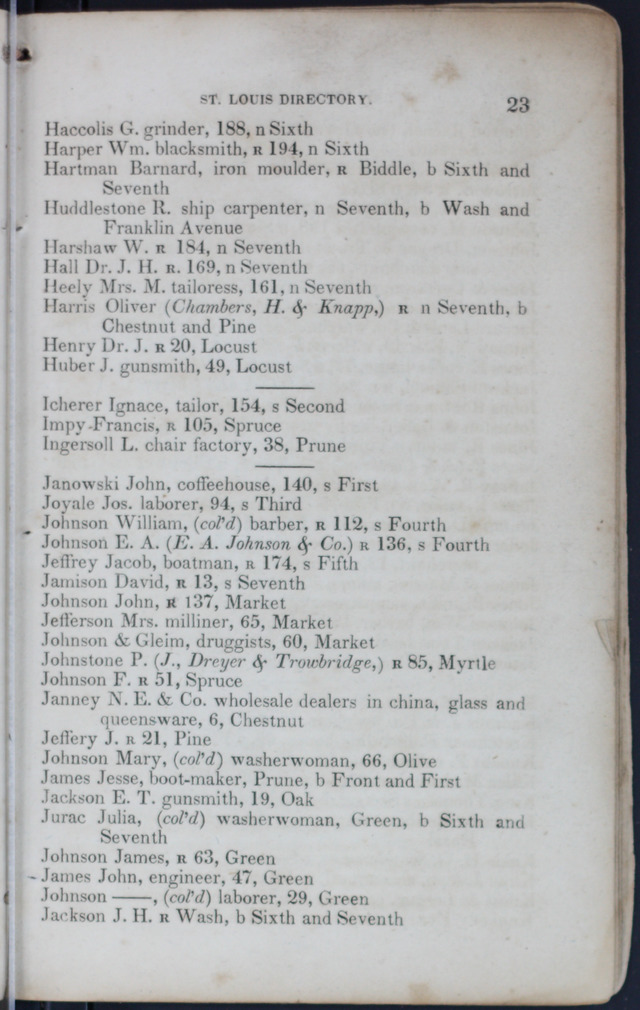 ST. LOUIS DIRECTORY. 23
Haccolis G. grinder, 188, n Sixth
Harper Wm. blacksmith, R 194, n Sixth
Hartman Barnard, iron moulder, R Biddle, b Sixth and
Seventh
Huddlestone R. ship carpenter, n Seventh, b Wash and
Franklin Avenue
Harshaw W. R 184, n Seventh
Hall Dr. J. H. R. 169, n Seventh
Heely Mrs. M. tailoress, 161, n Seventh
Harris Oliver (Chambers, H. & Knapp,) R n Seventh, b
Chestnut and Pine
Henry Dr. J. R 20, Locust
Huber J. gunsmith, 49, Locust
Icherer Ignace, tailor, 154, s Second
Impy Francis, R 105, Spruce
Ingersoll L. chair factory, 38, Prune
Janowski John, coffeehouse, 140, s First
Joyale Jos. laborer, 94, s Third
Johnson William, (col'd) barber, R 112, s Fourth
Johnson E. A. (E. A. Johnson & Co.) R 136, s Fourth
Jeffrey Jacob, boatman, R 174, s Fifth
Jamison David, R 13, s Seventh
Johnson John, R 137, Market
Jefferson Mrs. milliner, 65, Market
Johnson & Gleim, druggists, 60, Market
Johnstone P. (J., Dreyer & Trowbridge,) R 85, Myrtle
Johnson F. R 51, Spruce
Janney N. E. & Co. wholesale dealers in china, glass and
queensware, 6, Chestnut
Jeffery J. R 21, Pine
Johnson Mary, (col'd) washerwoman, 66, Olive
James Jesse, boot-maker, Prune, b Front and First
Jackson E. T. gunsmith, 19, Oak
Jurac Julia, (col'd) washerwoman, Green, b Sixth and
Seventh
Johnson James, R 63, Green
James John, engineer, 47, Green
Johnson ——, (col'd) laborer, 29, Green
Jackson J. H. R Wash, b Sixth and Seventh